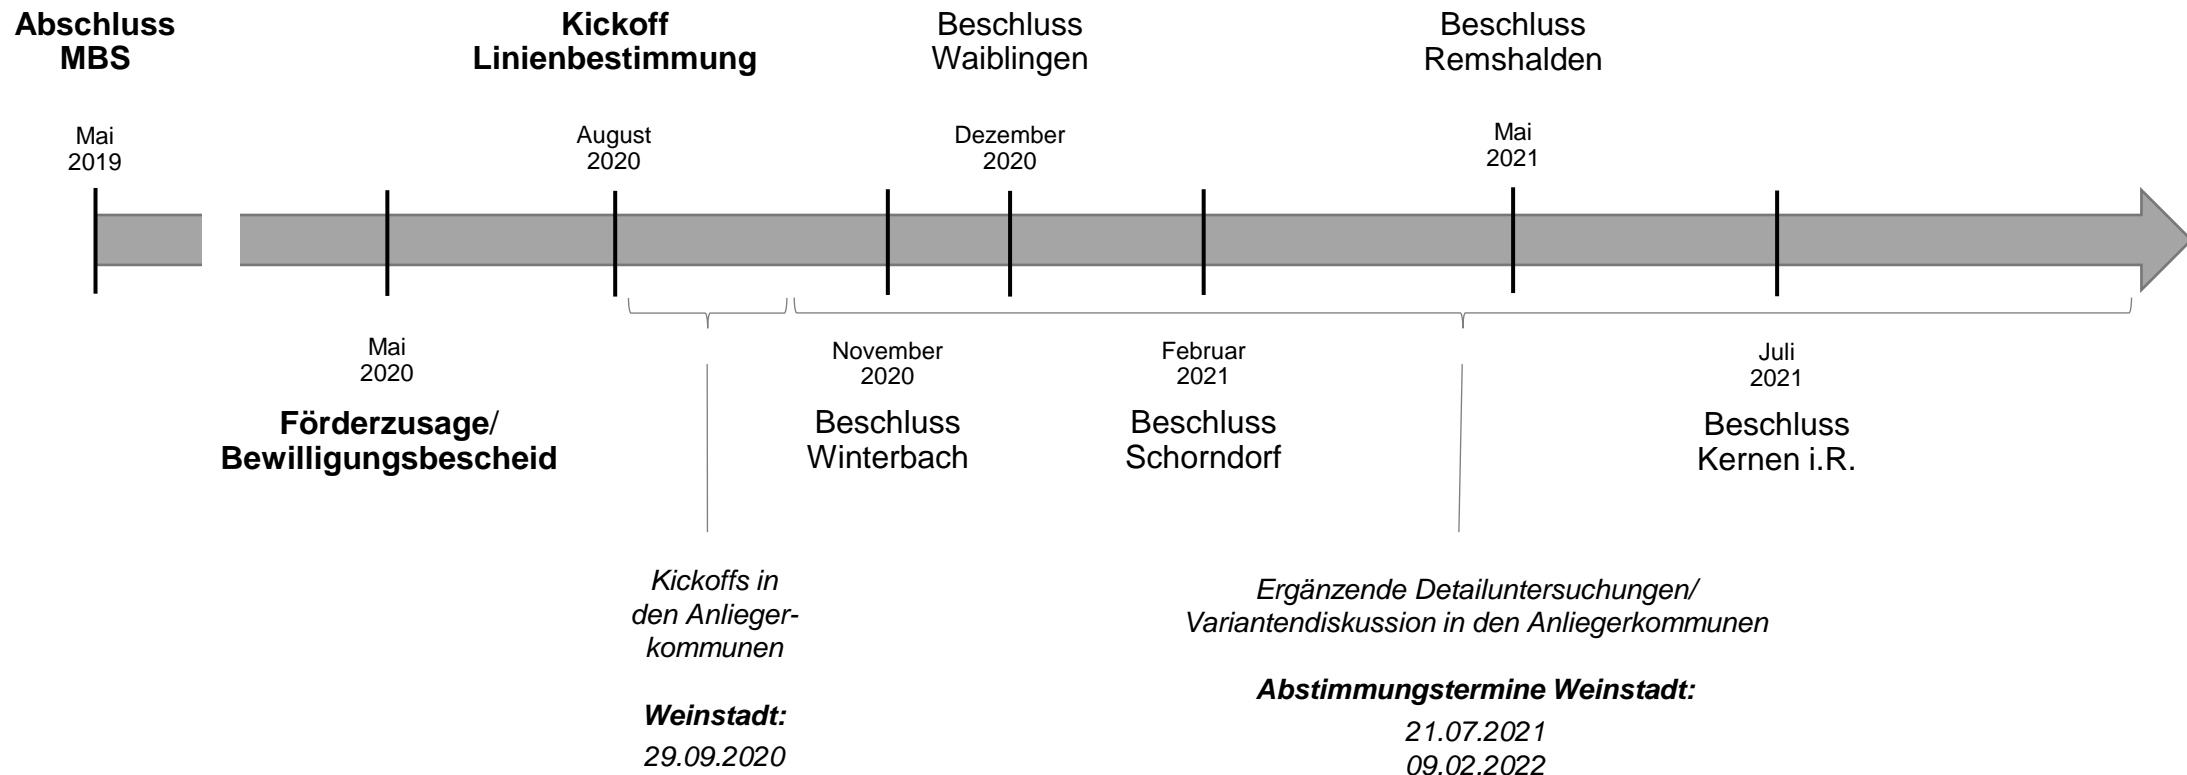 Abschluss
MBS
Kickoff
Linienbestimmung
Beschluss
Waiblingen
Beschluss
Remshalden
Mai
2019
August
2020
Dezember
2020
Mai
2021
Mai
2020
November
2020
Februar
2021
Juli
2021
Förderzusage/
Bewilligungsbescheid
Beschluss
Winterbach
Beschluss
Schorndorf
Beschluss
Kernen i.R.
Kickoffs in
den Anlieger-
kommunen
Weinstadt:
29.09.2020
Ergänzende Detailuntersuchungen/
Variantendiskussion in den Anliegerkommunen
Abstimmungstermine Weinstadt:
21.07.2021
09.02.2022